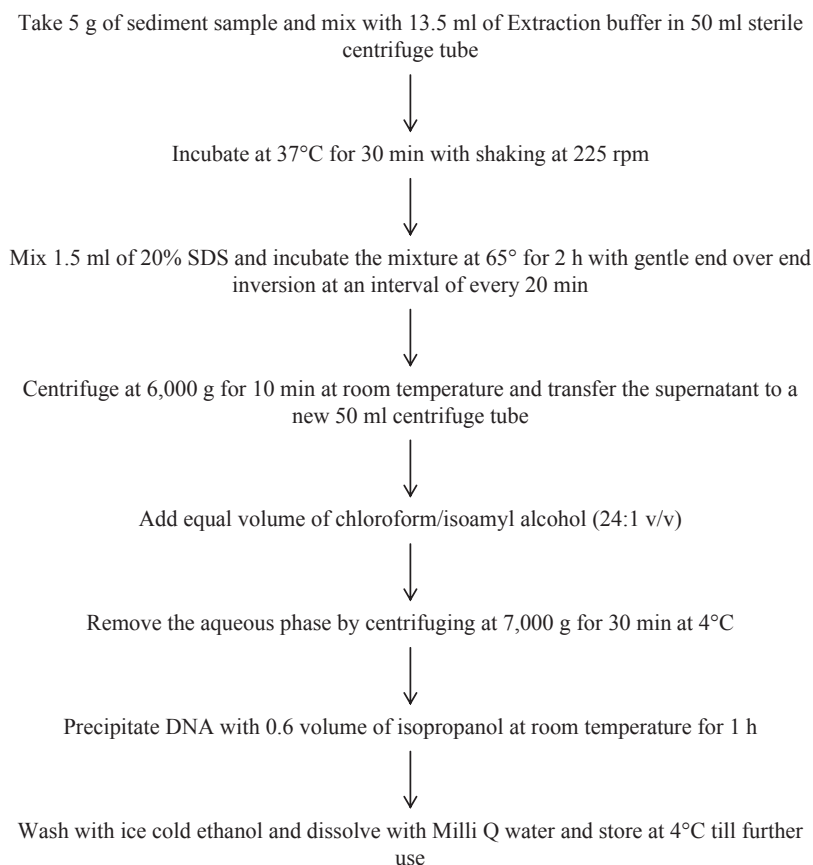 Take 5 g of sediment sample and mix with 13.5 ml of Extraction buffer in 50 ml sterile
centrifuge tube
Incubate at 37°C for 30 min with shaking at 225 rpm
Mix 1.5 ml of 20% SDS and incubate the mixture at 65° for 2 h with gentle end over end
inversion at an interval of every 20 min
Centrifuge at 6,000 g for 10 min at room temperature and transfer the supernatant to a
new 50 ml centrifuge tube
Add equal volume of chloroform/isoamyl alcohol (24:1 v/v)
Remove the aqueous phase by centrifuging at 7,000 g for 30 min at 4°C
Precipitate DNA with 0.6 volume of isopropanol at room temperature for 1 h
Wash with ice cold ethanol and dissolve with Milli Q water and store at 4°C till further
use